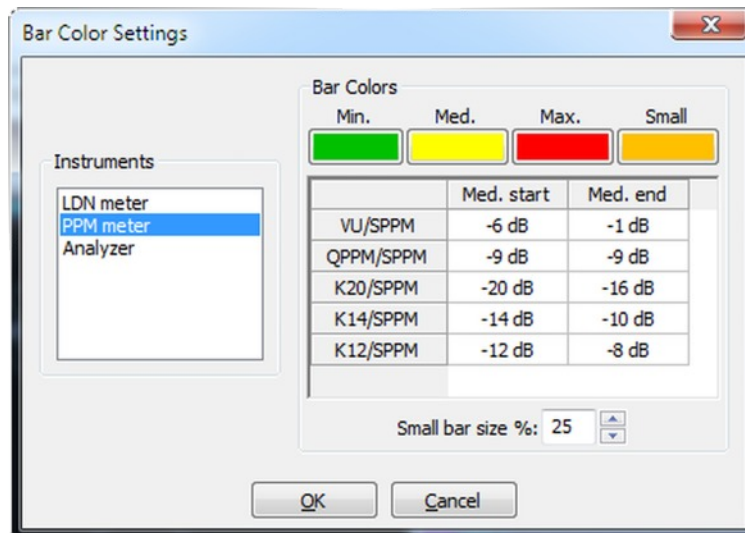 Bar Color Settings
Instruments
LDN meter
PPM meter
Analyzer
Bar Colors
Min. Med. Max. Small
Med. start Med. end
VU/SPPM -6 dB -1 dB
QPPM/SPPM -9 dB -9 dB
K20/SPPM -20 dB -16 dB
K14/SPPM -14 dB -10 dB
K12/SPPM -12 dB -8 dB
Small bar size %: 25
OK Cancel